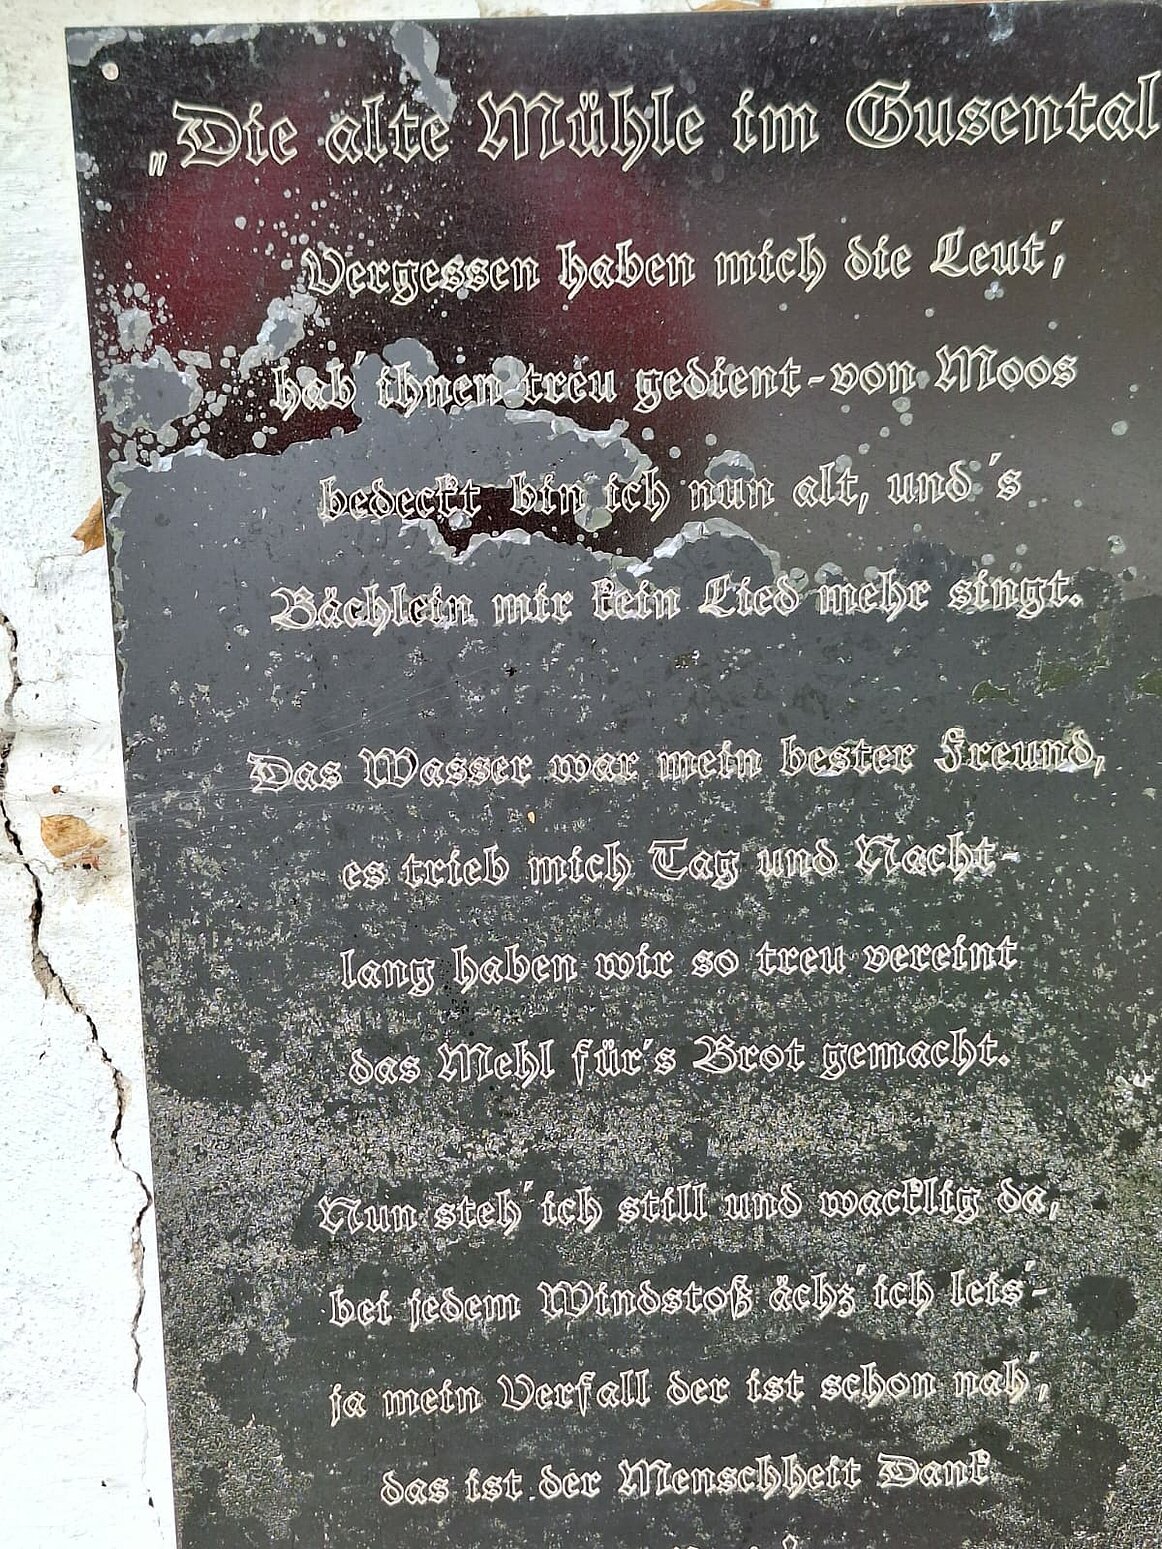 „Die alte Mühle im Gusental
Vergessen haben mich die Leut',
hab' ihnen treu gedient-von Moos
bedeckt bin ich nun alt, und's
Bächlein mir kein Lied mehr singt.
Das Wasser war mein bester Freund,
es trieb mich Tag und Nacht-
lang haben wir so treu vereint
das Mehl für's Brot gemacht.
Nun steh' ich still und wacklig da,
bei jedem Windstoß ächz' ich leis'-
ja mein Verfall der ist schon nah',
das ist der Menschheit Dank